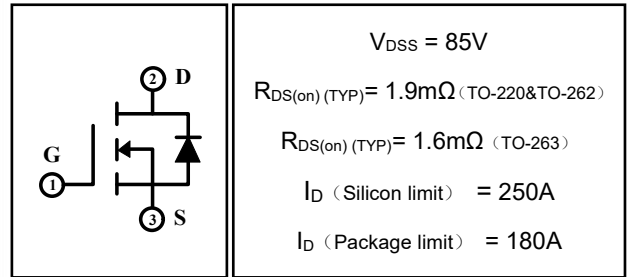 2 D
G
1
3 S
VDSS = 85V
RDS(on) (TYP)= 1.9mΩ（TO-220&TO-262）
RDS(on) (TYP)= 1.6mΩ （TO-263）
ID （Silicon limit） = 250A
ID （Package limit） = 180A